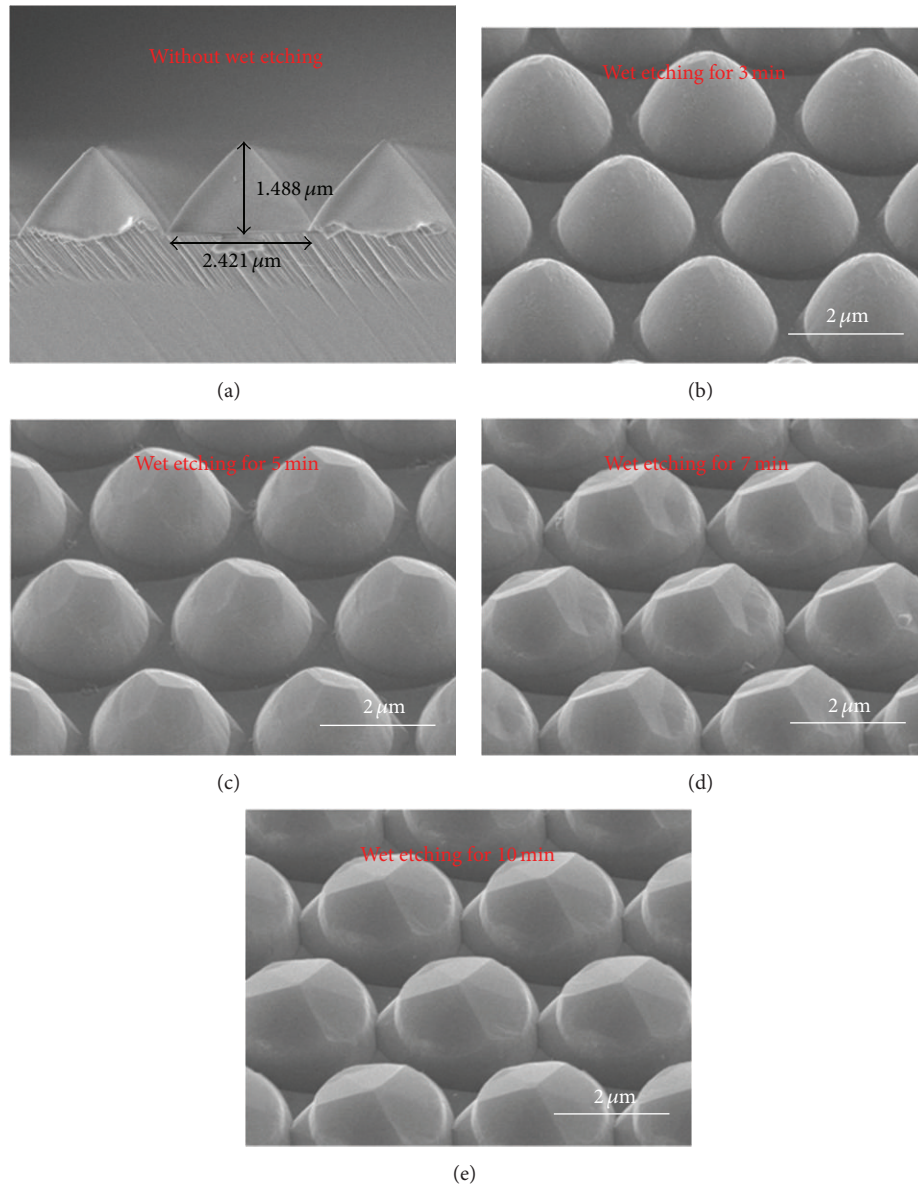 Without wet etching
1.488 μm
2.421 μm
(a)
Wet etching for 3 min
2 μm
(b)
Wet etching for 5 min
2 μm
(c)
Wet etching for 7 min
2 μm
(d)
Wet etching for 10 min
2 μm
(e)